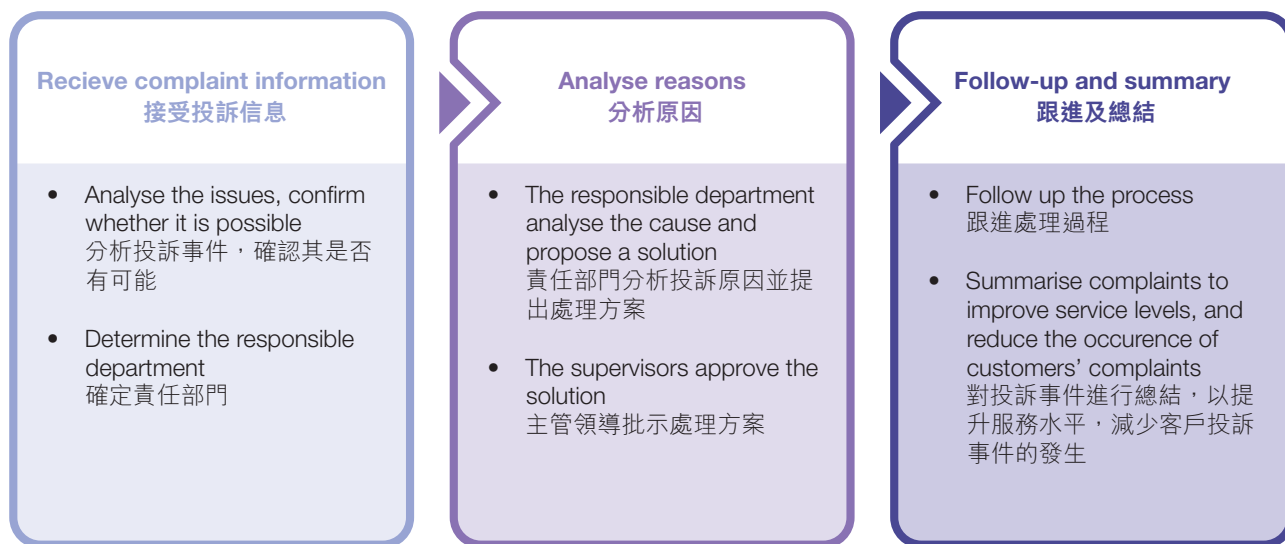 Recieve complaint information
接受投訴信息
• Analyse the issues, confirm
whether it is possible
分析投訴事件，確認其是否
有可能
• Determine the responsible
department
確定責任部門
Analyse reasons
分析原因
• The responsible department
analyse the cause and
propose a solution
責任部門分析投訴原因並提
出處理方案
• The supervisors approve the
solution
主管領導批示處理方案
Follow-up and summary
跟進及總結
• Follow up the process
跟進處理過程
• Summarise complaints to
improve service levels, and
reduce the occurence of
customers’ complaints
對投訴事件進行總結，以提
升服務水平，減少客戶投訴
事件的發生